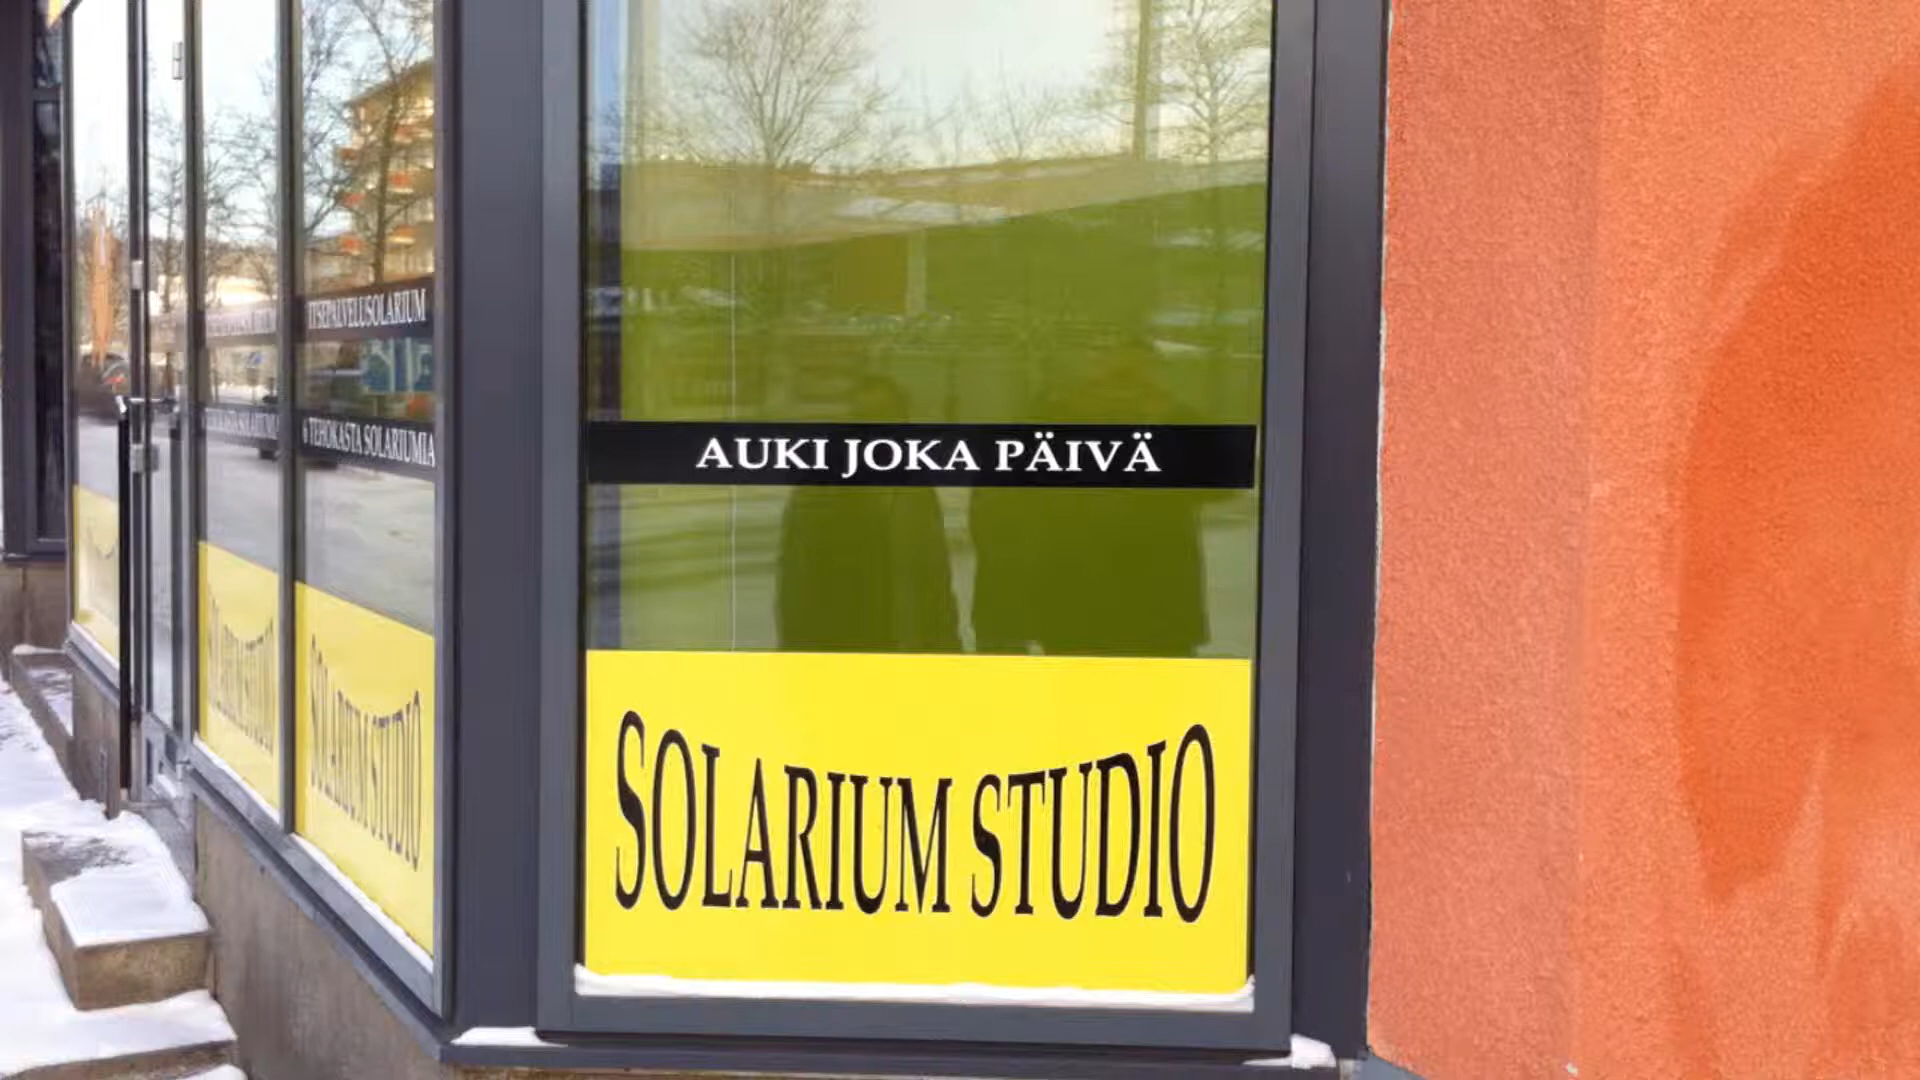 ITSEPALVELUSOLARIUM
6 TEHOKASTA SOLARIUMIA
SOLARIUM STUDIO
AUKI JOKA PÄIVÄ
SOLARIUM STUDIO